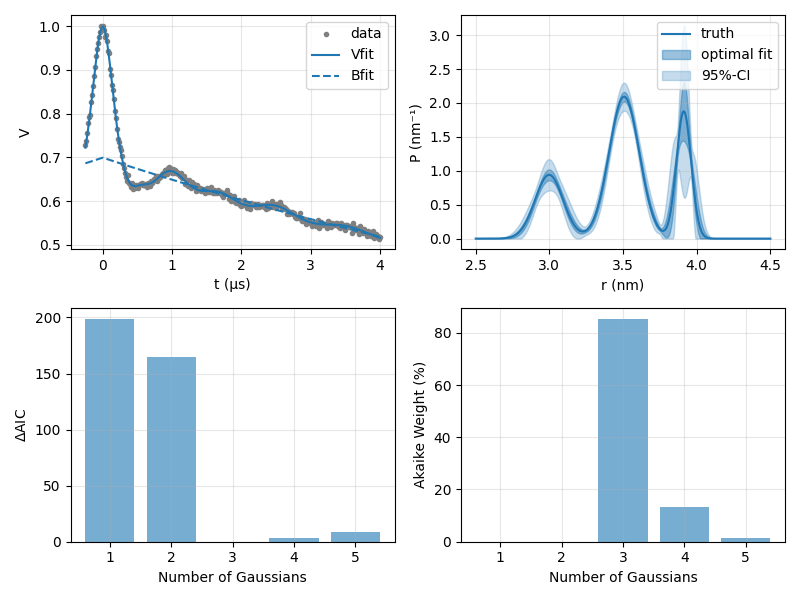 1.0
0.9
0.8
0.7
0.6
0.5
V
data
Vfit
Bfit
0 1 2 3 4
t (μs)
3.0
2.5
2.0
1.5
1.0
0.5
0.0
P (nm⁻¹)
truth
optimal fit
95%-CI
2.5 3.0 3.5 4.0 4.5
r (nm)
200
150
100
50
0
ΔAIC
1 2 3 4 5
Number of Gaussians
80
60
40
20
0
Akaike Weight (%)
1 2 3 4 5
Number of Gaussians